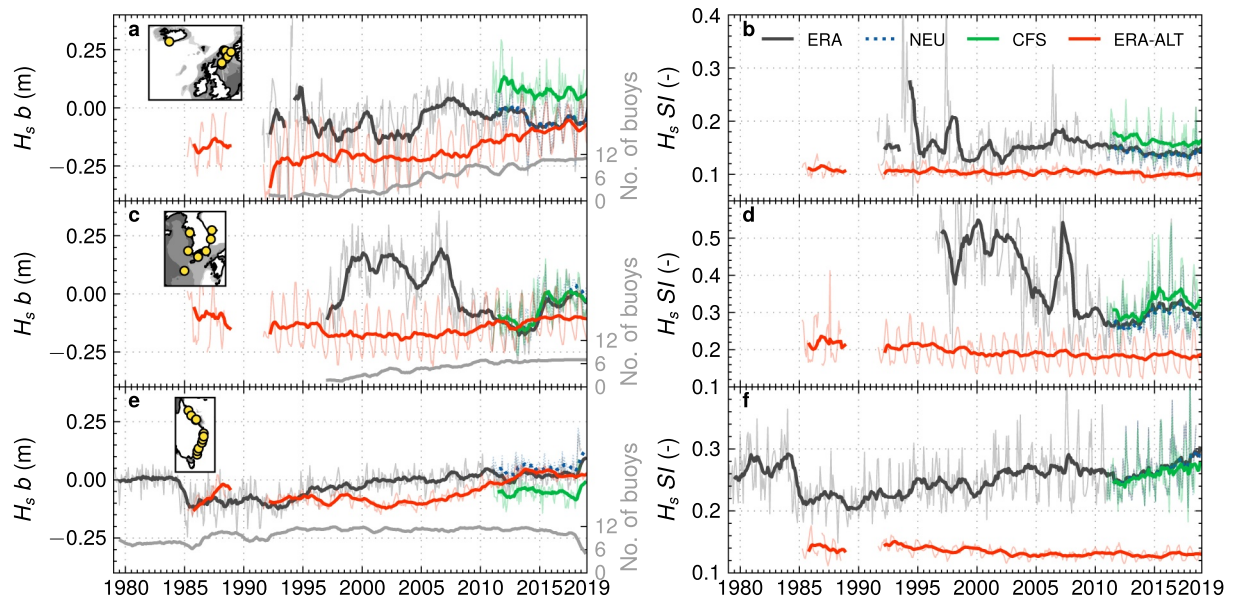 a
0.25
0.00
−0.25
H_s b (m)
12
6
0
No. of buoys
b
ERA
NEU
CFS
ERA-ALT
0.4
0.3
0.2
0.1
H_s SI (-)
c
0.25
0.00
−0.25
H_s b (m)
12
6
0
No. of buoys
d
0.5
0.4
0.3
0.2
0.1
H_s SI (-)
e
0.25
0.00
−0.25
H_s b (m)
12
6
0
No. of buoys
1980 1985 1990 1995 2000 2005 2010 20152019
f
0.3
0.2
0.1
H_s SI (-)
1980 1985 1990 1995 2000 2005 2010 20152019